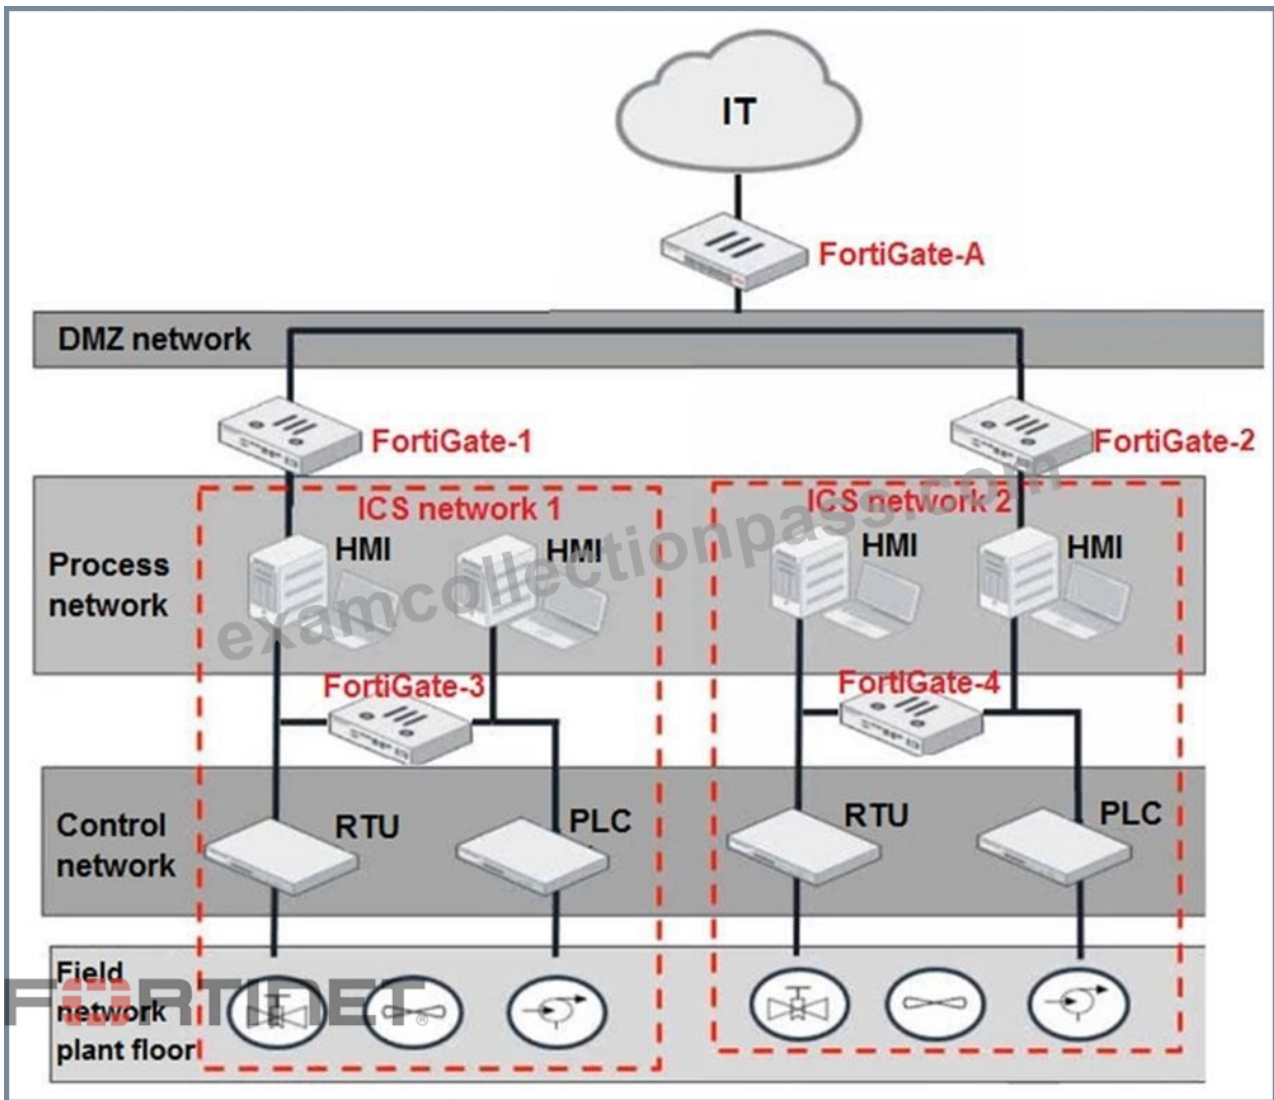 IT
FortiGate-A
DMZ network
FortiGate-1
FortiGate-2
ICS network 1
ICS network 2
HMI
HMI
HMI
HMI
Process
network
examcollectionpass.com
FortiGate-3
FortiGate-4
Control
network
RTU
PLC
RTU
PLC
Field
network
plant floor
FORTINET®